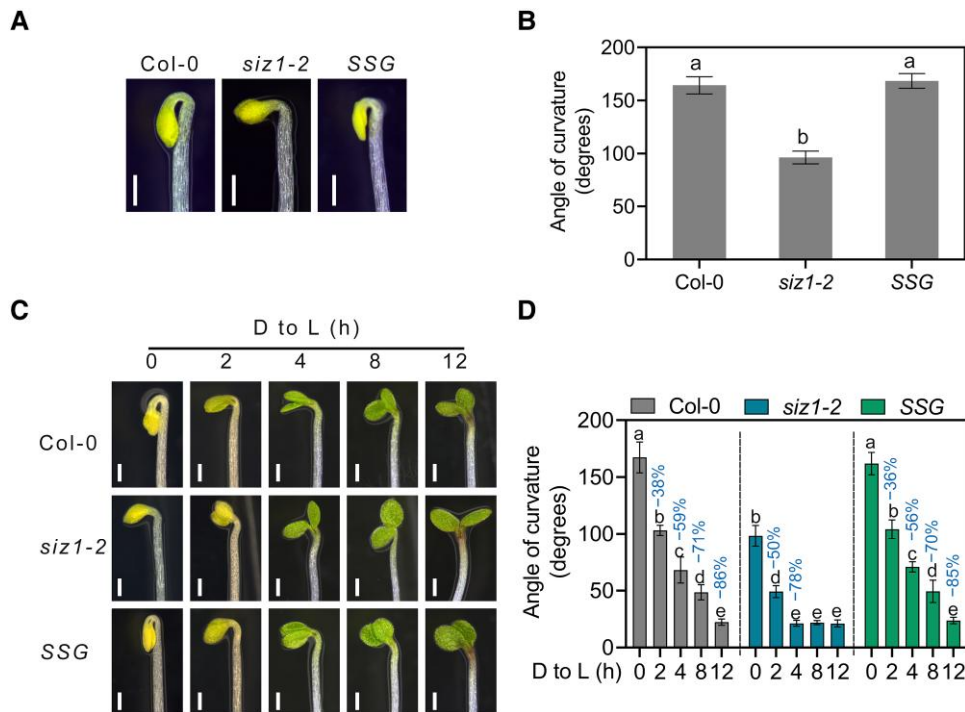 A
Col-0 siz1-2 SSG
B
Angle of curvature
(degrees)
200
150
100
50
0
a
b
a
Col-0 siz1-2 SSG
C
D to L (h)
0 2 4 8 12
Col-0
siz1-2
SSG
D
Col-0 siz1-2 SSG
Angle of curvature
(degrees)
200
150
100
50
0
a
b −38%
c −59%
d −71%
e −86%
b
d −50%
e −78%
e
e
a
b −36%
c −56%
d −70%
e −85%
D to L (h) 0 2 4 8 12 0 2 4 8 12 0 2 4 8 12